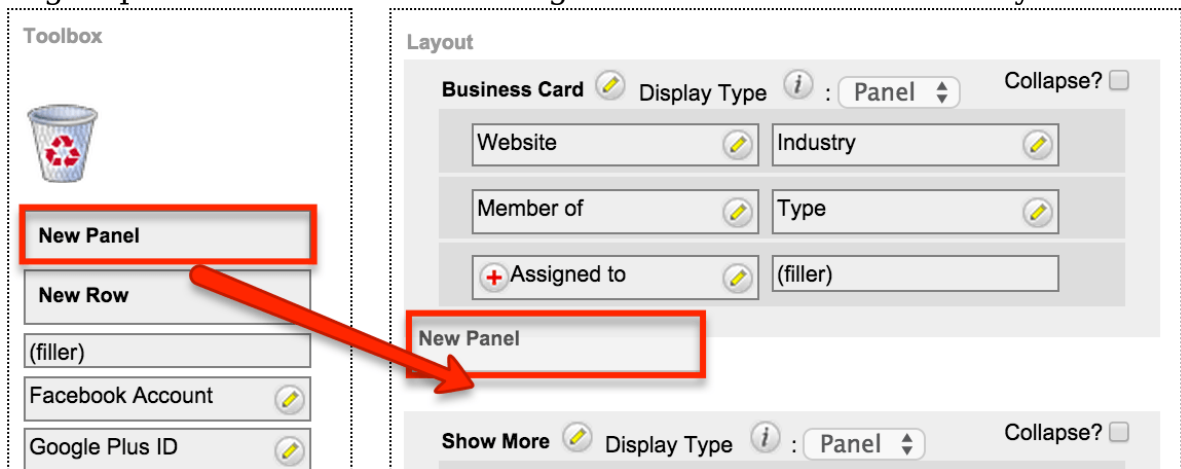 Toolbox
New Panel
New Row
(filler)
Facebook Account
Google Plus ID
Layout
Business Card Display Type i : Panel Collapse?
Website Industry
Member of Type
Assigned to (filler)
New Panel
Show More Display Type i : Panel Collapse?